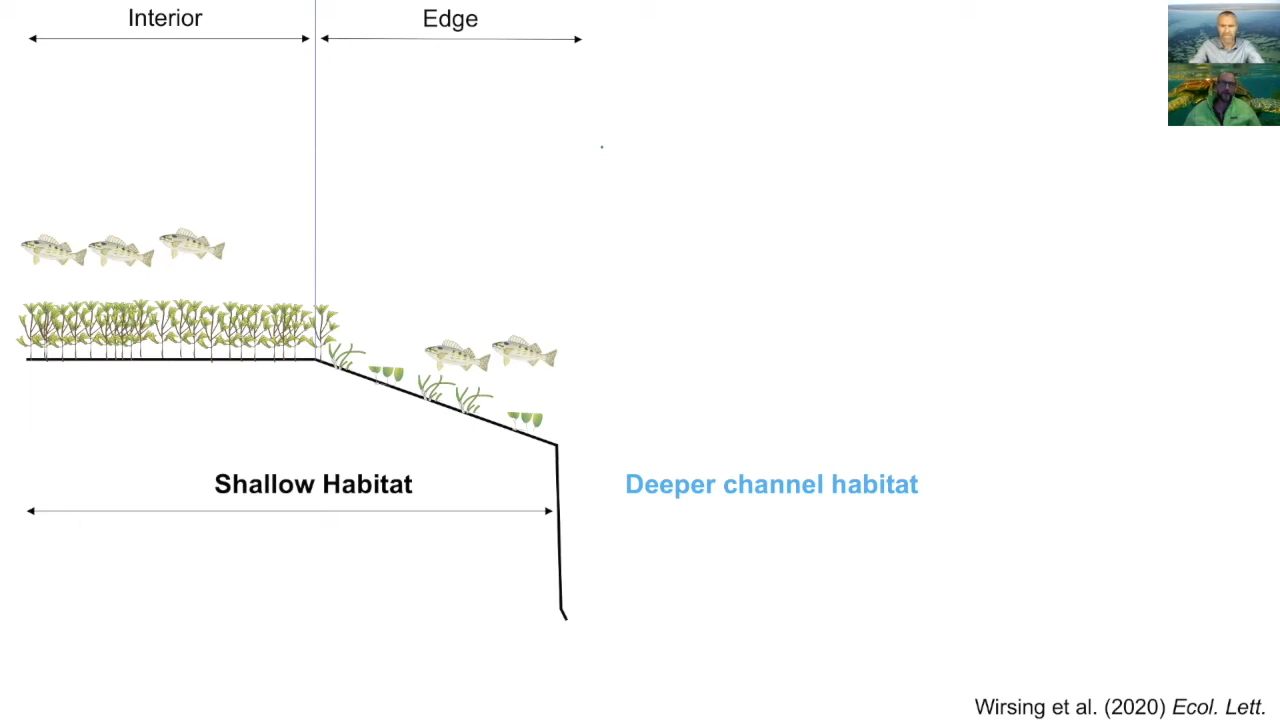 Interior
Edge
Shallow Habitat
Deeper channel habitat
Wirsing et al. (2020) Ecol. Lett.